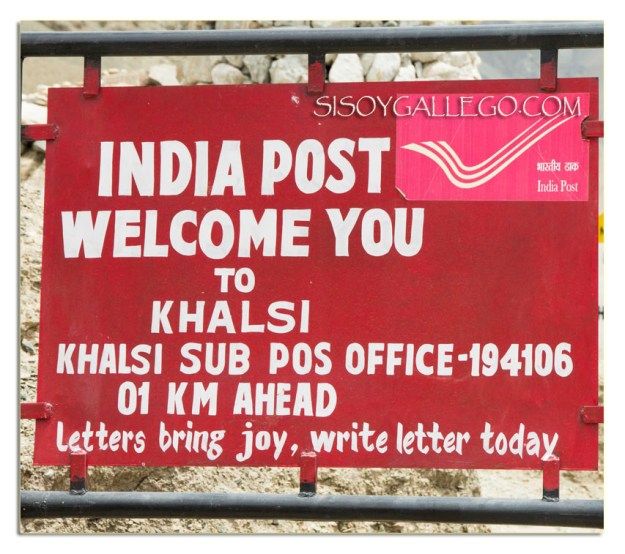 SISOYGALLEGO.COM
INDIA POST
भारतीय डाक
India Post
WELCOME YOU
TO
KHALSI
KHALSI SUB POS OFFICE-194106
01 KM AHEAD
Letters bring joy, write letter today